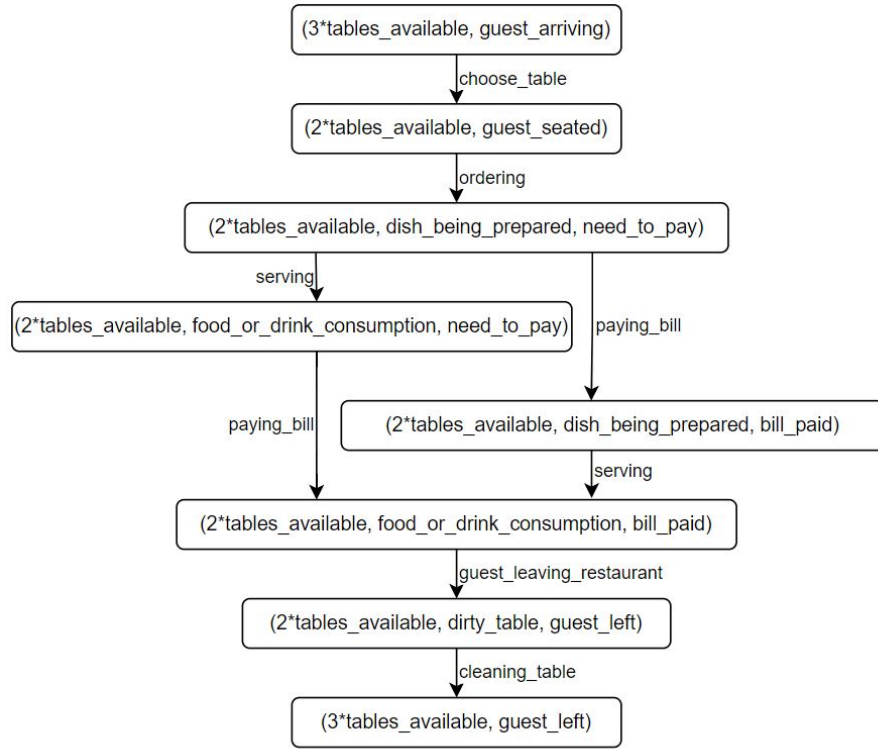 (3*tables_available, guest_arriving)
choose_table
(2*tables_available, guest_seated)
ordering
(2*tables_available, dish_being_prepared, need_to_pay)
serving
(2*tables_available, food_or_drink_consumption, need_to_pay)
paying_bill
paying_bill
(2*tables_available, dish_being_prepared, bill_paid)
serving
(2*tables_available, food_or_drink_consumption, bill_paid)
guest_leaving_restaurant
(2*tables_available, dirty_table, guest_left)
cleaning_table
(3*tables_available, guest_left)